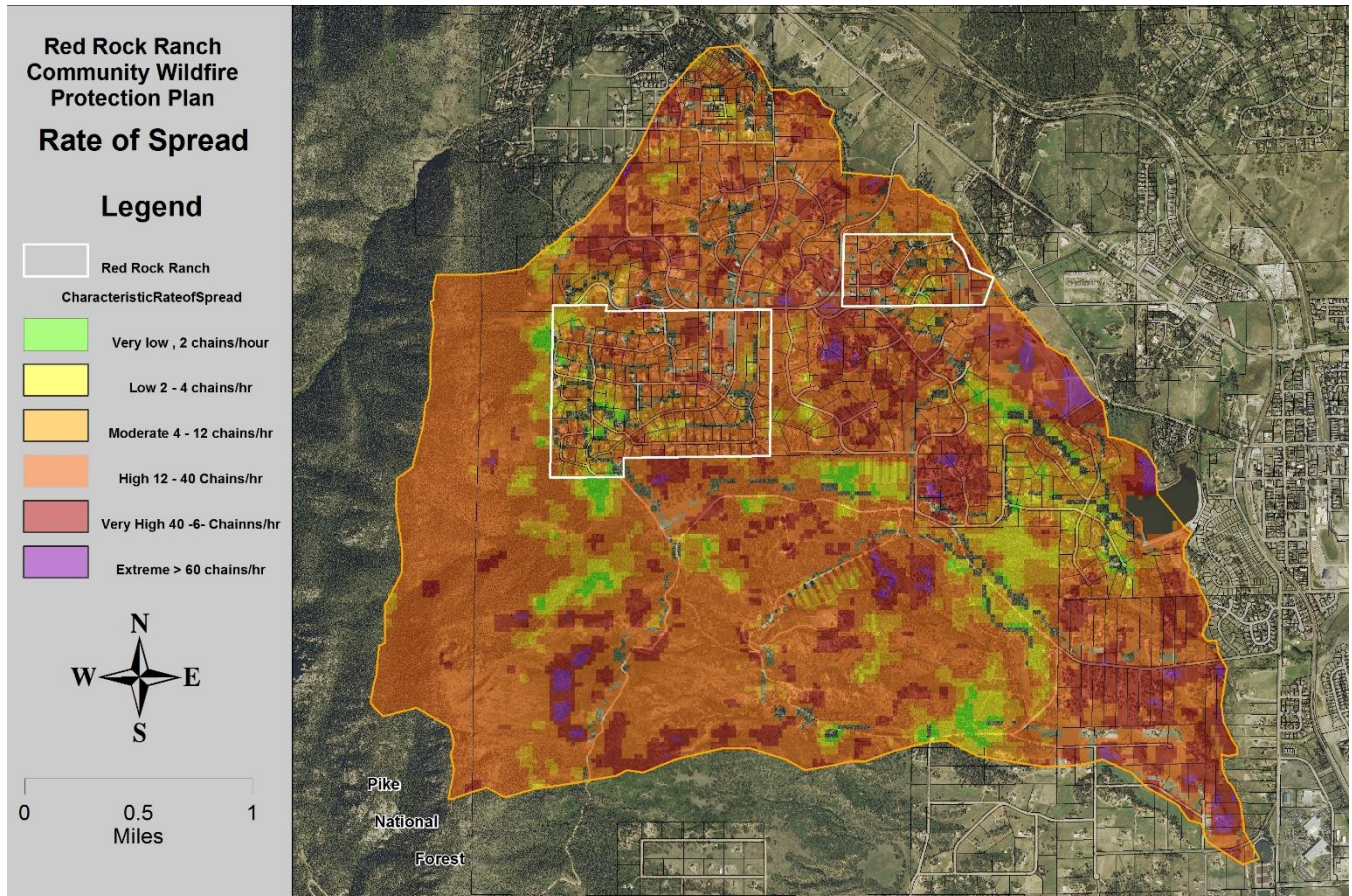 Red Rock Ranch
Community Wildfire
Protection Plan
Rate of Spread
Legend
Red Rock Ranch
CharacteristicRateofSpread
Very low , 2 chains/hour
Low 2 - 4 chains/hr
Moderate 4 - 12 chains/hr
High 12 - 40 Chains/hr
Very High 40 -6- Chainns/hr
Extreme > 60 chains/hr
N
W E
S
0 0.5 1
Miles
Pike
National
Forest